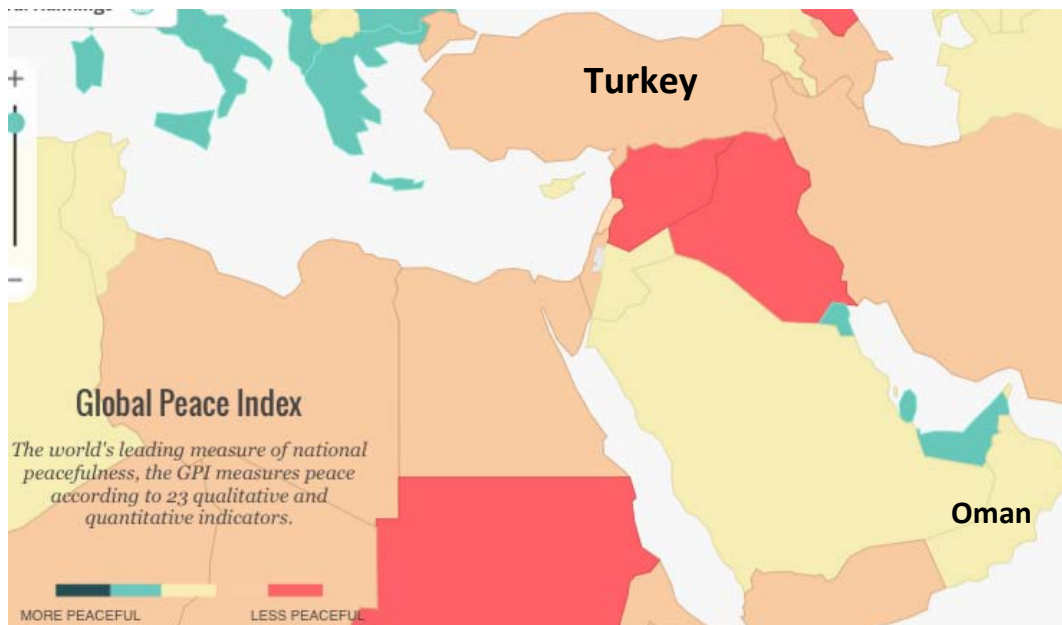 +
Turkey
−
Global Peace Index
The world's leading measure of national
peacefulness, the GPI measures peace
according to 23 qualitative and
quantitative indicators.
Oman
MORE PEACEFUL
LESS PEACEFUL